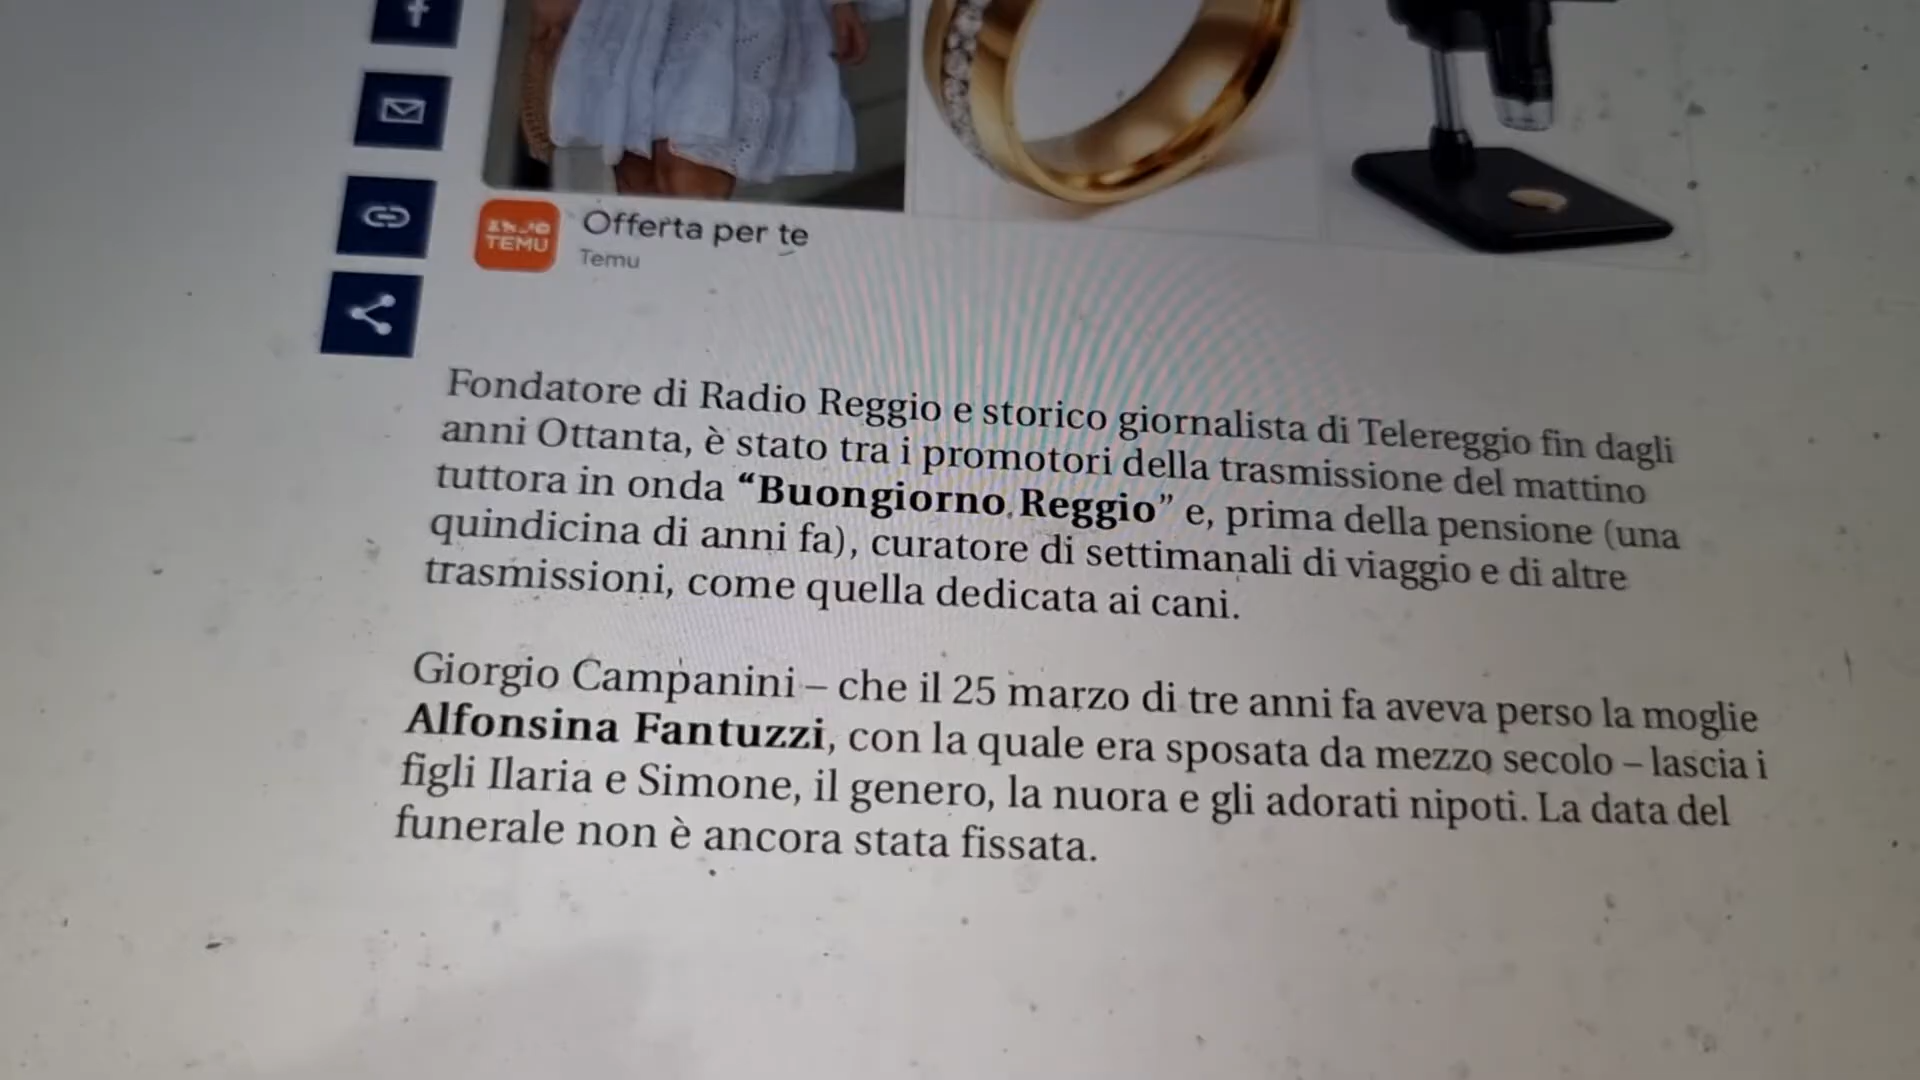 TEMU
Offerta per te
Temu
Fondatore di Radio Reggio e storico giornalista di Telereggio fin dagli
anni Ottanta, è stato tra i promotori della trasmissione del mattino
tuttora in onda “Buongiorno Reggio” e, prima della pensione (una
quindicina di anni fa), curatore di settimanali di viaggio e di altre
trasmissioni, come quella dedicata ai cani.
Giorgio Campanini – che il 25 marzo di tre anni fa aveva perso la moglie
Alfonsina Fantuzzi, con la quale era sposata da mezzo secolo – lascia i
figli Ilaria e Simone, il genero, la nuora e gli adorati nipoti. La data del
funerale non è ancora stata fissata.